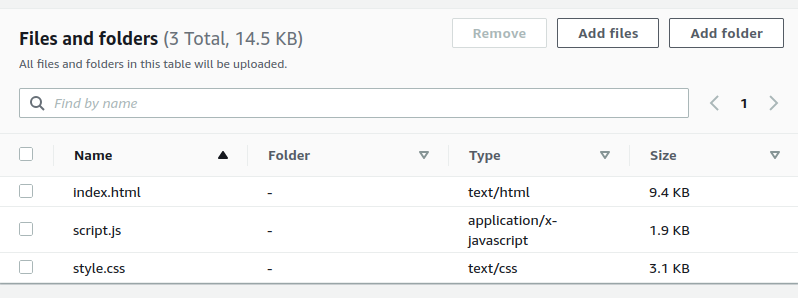 Files and folders (3 Total, 14.5 KB)
Remove
Add files
Add folder
All files and folders in this table will be uploaded.
Find by name
1
Name Folder Type Size
index.html - text/html 9.4 KB
script.js - application/x-
javascript 1.9 KB
style.css - text/css 3.1 KB